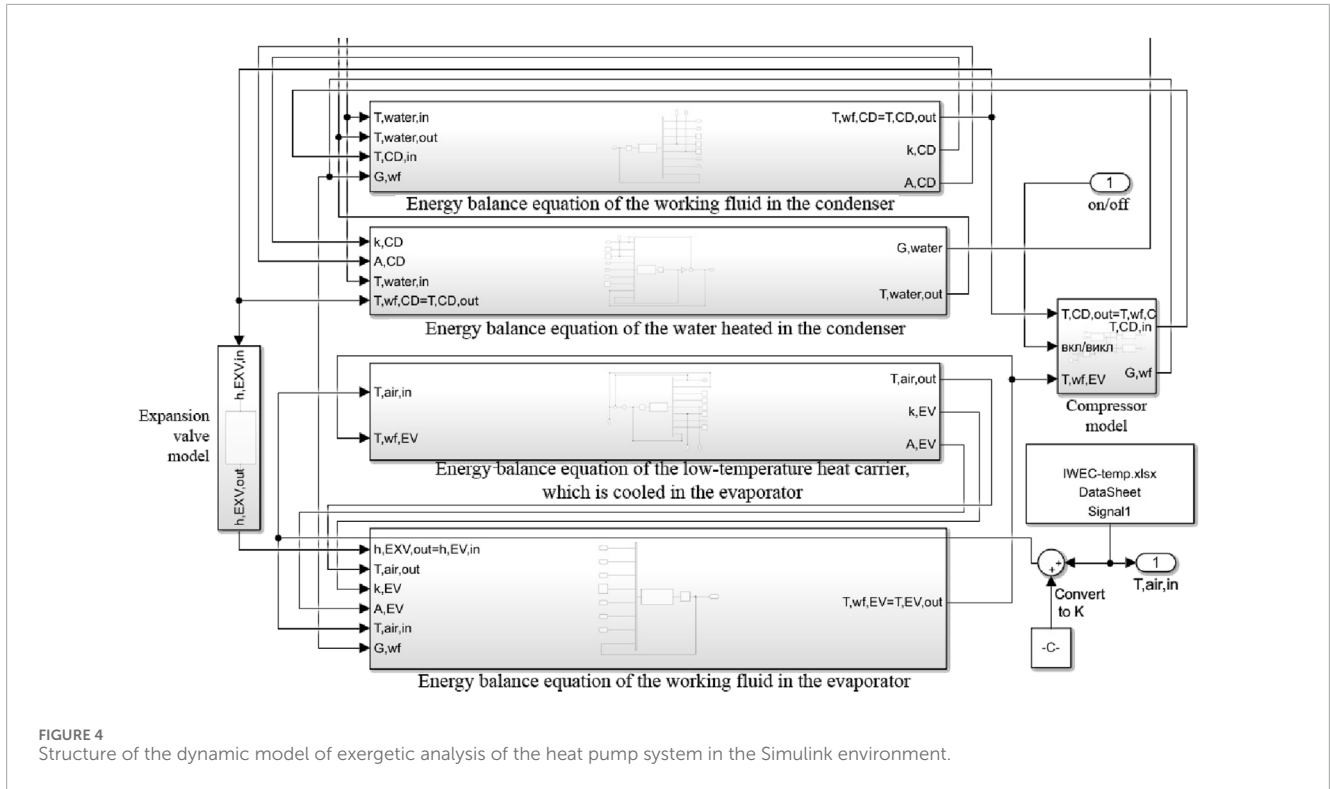 T,water,in
T,water,out
T,CD,in
G,wf
T,wf,CD=T,CD,out
k,CD
A,CD
Energy balance equation of the working fluid in the condenser
1
on/off
k,CD
A,CD
T,water,in
T,wf,CD=T,CD,out
G,water
T,water,out
Energy balance equation of the water heated in the condenser
T,CD,out=T,wf,C
T,CD,in
вкл/викл
T,wf,EV
G,wf
Compressor
model
Expansion
valve
model
h,EXV,in
h,EXV,out
T,air,in
T,wf,EV
T,air,out
k,EV
A,EV
Energy balance equation of the low-temperature heat carrier,
which is cooled in the evaporator
IWEC-temp.xlsx
DataSheet
Signal1
h,EXV,out=h,EV,in
T,air,out
k,EV
A,EV
T,air,in
G,wf
T,wf,EV=T,EV,out
Energy balance equation of the working fluid in the evaporator
+
+
Convert
to K
1
T,air,in
-C-
FIGURE 4
Structure of the dynamic model of exergetic analysis of the heat pump system in the Simulink environment.